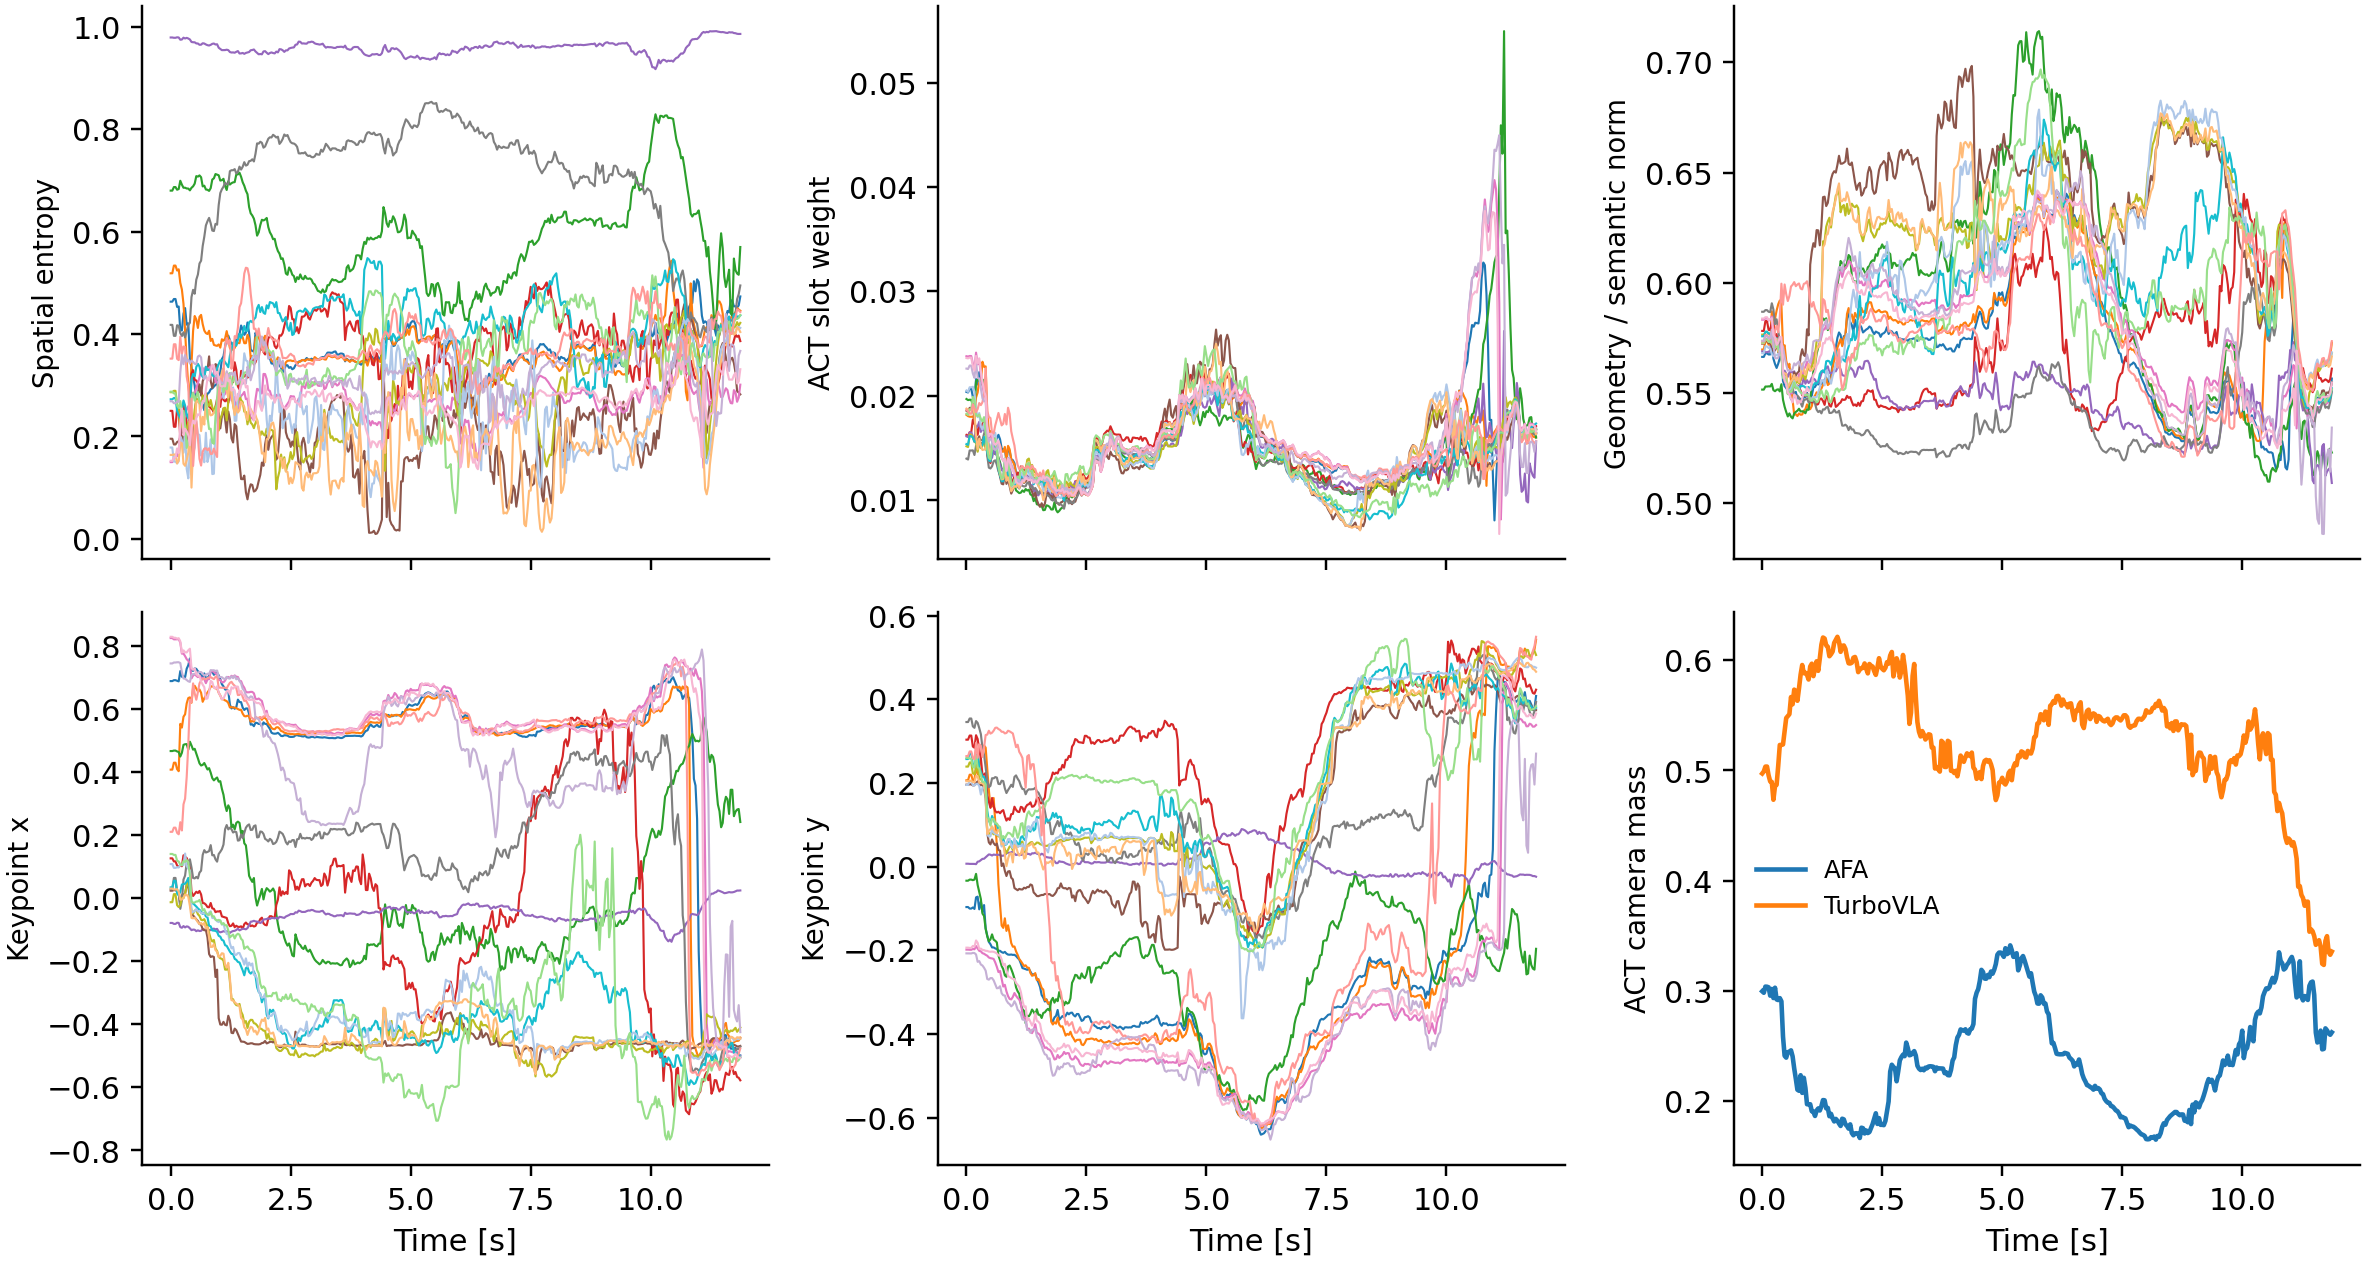 1.0
0.8
0.6
0.4
0.2
0.0
Spatial entropy
0.05
0.04
0.03
0.02
0.01
ACT slot weight
0.70
0.65
0.60
0.55
0.50
Geometry / semantic norm
0.8
0.6
0.4
0.2
0.0
−0.2
−0.4
−0.6
−0.8
Keypoint x
0.0 2.5 5.0 7.5 10.0
Time [s]
0.6
0.4
0.2
0.0
−0.2
−0.4
−0.6
Keypoint y
0.0 2.5 5.0 7.5 10.0
Time [s]
0.6
0.5
0.4
0.3
0.2
ACT camera mass
AFA
TurboVLA
0.0 2.5 5.0 7.5 10.0
Time [s]